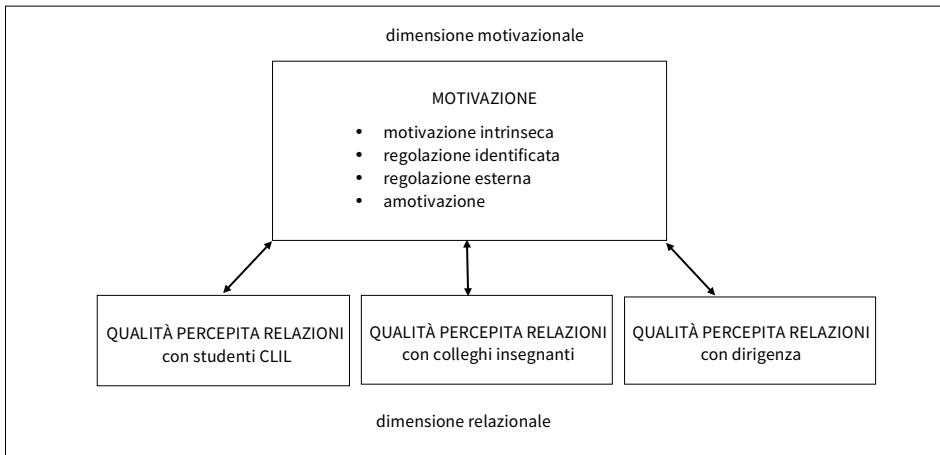 dimensione motivazionale
MOTIVAZIONE
• motivazione intrinseca
• regolazione identificata
• regolazione esterna
• amotivazione
QUALITÀ PERCEPITA RELAZIONI
con studenti CLIL
QUALITÀ PERCEPITA RELAZIONI
con colleghi insegnanti
QUALITÀ PERCEPITA RELAZIONI
con dirigenza
dimensione relazionale